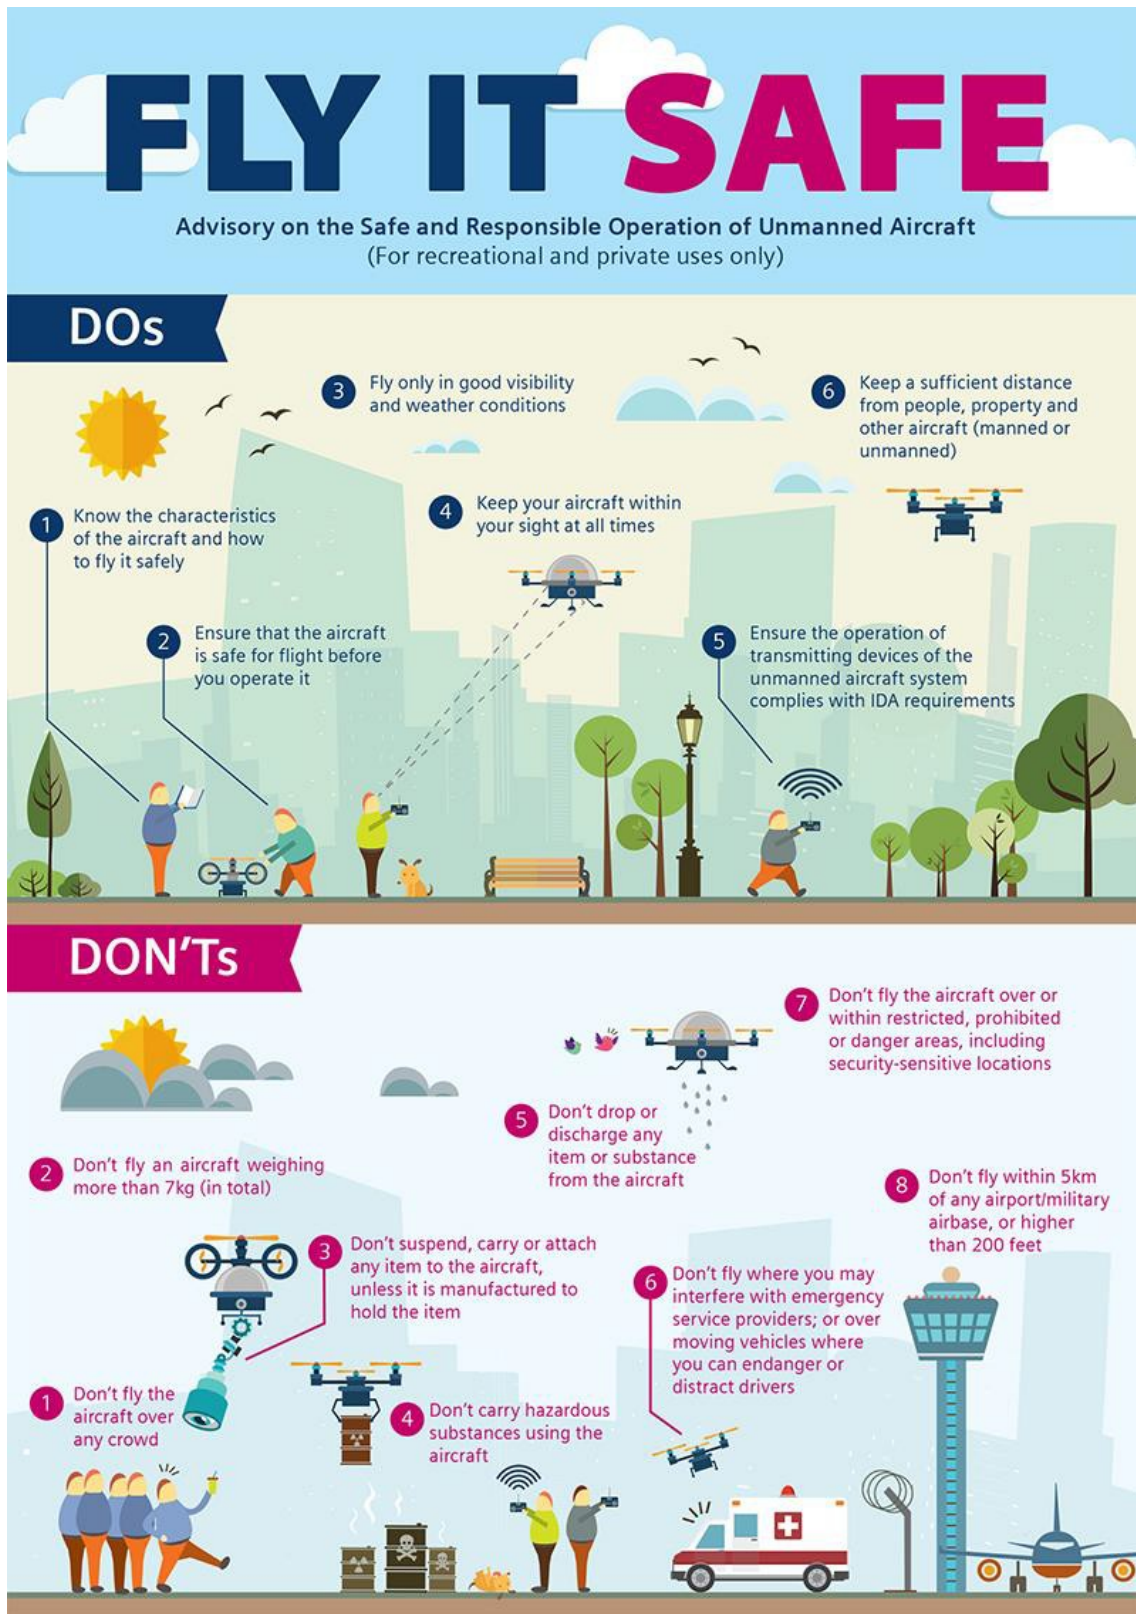 FLY IT SAFE
Advisory on the Safe and Responsible Operation of Unmanned Aircraft
(For recreational and private uses only)
DOs
1
Know the characteristics
of the aircraft and how
to fly it safely
2
Ensure that the aircraft
is safe for flight before
you operate it
3
Fly only in good visibility
and weather conditions
4
Keep your aircraft within
your sight at all times
5
Ensure the operation of
transmitting devices of the
unmanned aircraft system
complies with IDA requirements
6
Keep a sufficient distance
from people, property and
other aircraft (manned or
unmanned)
DON'Ts
1
Don't fly the
aircraft over
any crowd
2
Don't fly an aircraft weighing
more than 7kg (in total)
3
Don't suspend, carry or attach
any item to the aircraft,
unless it is manufactured to
hold the item
4
Don't carry hazardous
substances using the
aircraft
5
Don't drop or
discharge any
item or substance
from the aircraft
6
Don't fly where you may
interfere with emergency
service providers; or over
moving vehicles where
you can endanger or
distract drivers
7
Don't fly the aircraft over or
within restricted, prohibited
or danger areas, including
security-sensitive locations
8
Don't fly within 5km
of any airport/military
airbase, or higher
than 200 feet